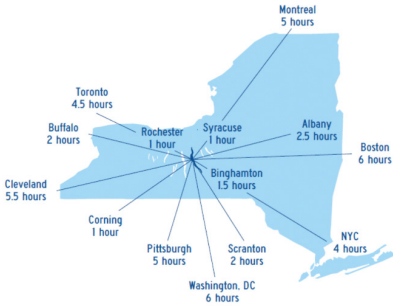 Montreal
5 hours
Toronto
4.5 hours
Buffalo
2 hours
Rochester
1 hour
Syracuse
1 hour
Albany
2.5 hours
Boston
6 hours
Binghamton
1.5 hours
Cleveland
5.5 hours
Corning
1 hour
Pittsburgh
5 hours
Scranton
2 hours
NYC
4 hours
Washington, DC
6 hours